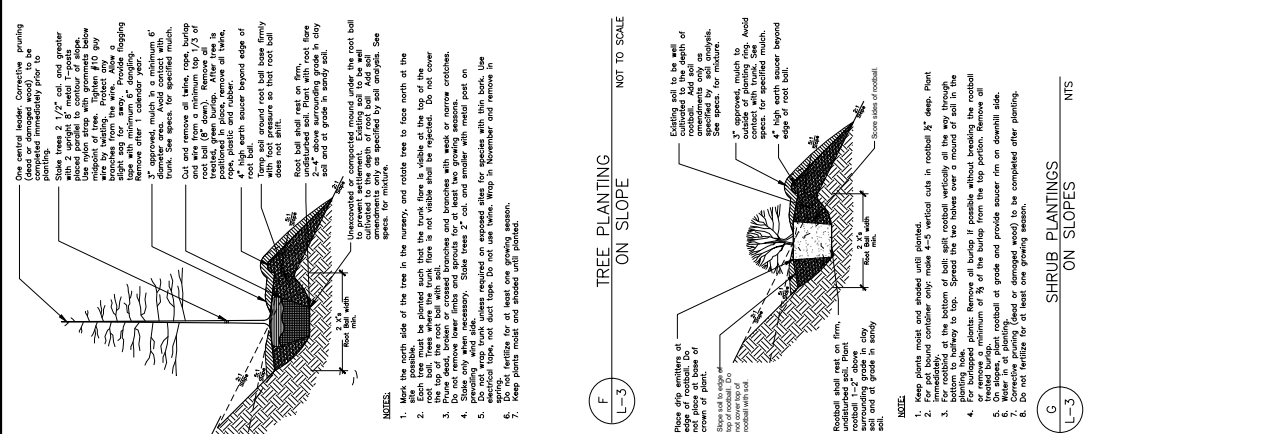 One central leader. Corrective pruning
(dead or damaged wood) to be
completed immediately prior to
planting.
Stake trees 2 1/2" cal. and greater
with 2 upright 8" metal T-posts
placed parallel to contour of slope.
Use nylon strap with grommets below
midpoint of tree. Tighten #10 guy
wire by twisting. Protect any
branches from the wire. Allow a
slight sag for sway. Provide flagging
tape with minimum 6" dangling.
Remove after 1 calendar year.
3" approved, mulch in a minimum 6'
diameter area. Avoid contact with
trunk. See specs. for specified mulch.
Cut and remove all twine, rope, burlap
and wire from a minimum top 1/3 of
root ball (8" down). Remove all
treated, green burlap. After tree is
positioned in place, remove all twine,
rope, plastic and rubber.
4" high earth saucer beyond edge of
root ball.
Tamp soil around root ball base firmly
with foot pressure so that root ball
does not shift.
Root ball shall rest on firm,
undisturbed soil. Plant with root flare
2-4" above surrounding grade in clay
soil and at grade in sandy soil.
Unexcavated or compacted mound under the root ball
to prevent settlement. Existing soil to be well
cultivated to the depth of root ball. Add soil
amendments only as specified by soil analysis. See
specs. for mixture.
2 X's
Root Ball width
min.
NOTES:
1. Mark the north side of the tree in the nursery, and rotate tree to face north at the
site if possible.
2. Each tree must be planted such that the trunk flare is visible at the top of the
root ball. Trees where the trunk flare is not visible shall be rejected. Do not cover
the top of the root ball with soil.
3. Prune dead, broken or crossed branches and branches with weak or narrow crotches.
Do not remove lower limbs and sprouts for at least two growing seasons.
4. Stake only when necessary. Stake trees 2" cal. and smaller with metal post on
prevailing wind side.
5. Do not wrap trunk unless required on exposed sites for species with thin bark. Use
electrical tape, not duct tape. Do not use twine. Wrap in November and remove in
spring.
6. Do not fertilize for at least one growing season.
7. Keep plants moist and shaded until planted.
F
L-3
TREE PLANTING
ON SLOPE
NOT TO SCALE
Existing soil to be well
cultivated to the depth of
rootball. Add soil
amendments only as
specified by soil analysis.
See specs. for mixture.
3" approved, mulch to
outside of planting ring. Avoid
contact with trunk. See
specs. for specified mulch.
4" high earth saucer beyond
edge of root ball.
Score sides of rootball.
Place drip emitters at
edge of rootball. Do
not place at base of
crown of plant.
Slope soil to edge of
top of rootball. Do
not cover top of
rootball with soil.
Rootball shall rest on firm,
undisturbed soil. Plant
rootball 1-2" above
surrounding grade in clay
soil and at grade in sandy
soil.
2 X's
Root Ball width
min.
NOTE:
1. Keep plants moist and shaded until planted.
2. For pot bound container only: make 4-5 vertical cuts in rootball ½" deep. Plant
immediately.
3. For rootbind at the bottom of ball: split rootball vertically all the way through
bottom to halfway to top. Spread the two halves over a mound of soil in the
planting hole.
4. For burlapped plants: Remove all burlap if possible without breaking the rootball
or remove a minimum of ⅔ of the burlap from the top portion. Remove all
treated burlap.
5. On slopes, plant rootball at grade and provide saucer rim on downhill side.
6. Water in at planting.
7. Corrective pruning (dead or damaged wood) to be completed after planting.
8. Do not fertilize for at least one growing season.
G
L-3
SHRUB PLANTINGS
ON SLOPES
NTS